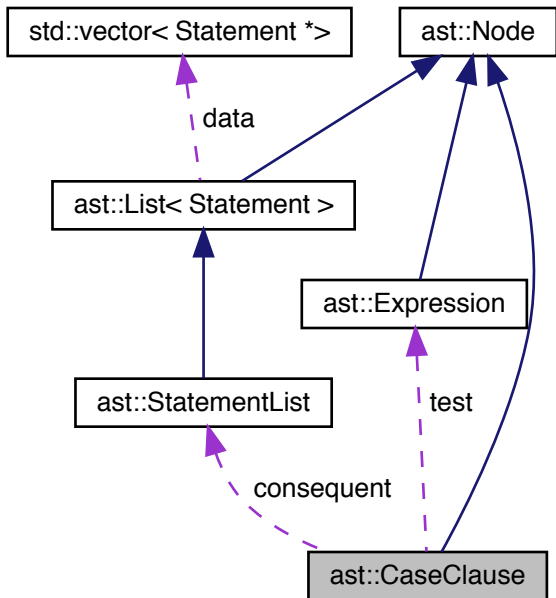 std::vector< Statement *>
ast::Node
data
ast::List< Statement >
ast::Expression
ast::StatementList
test
consequent
ast::CaseClause